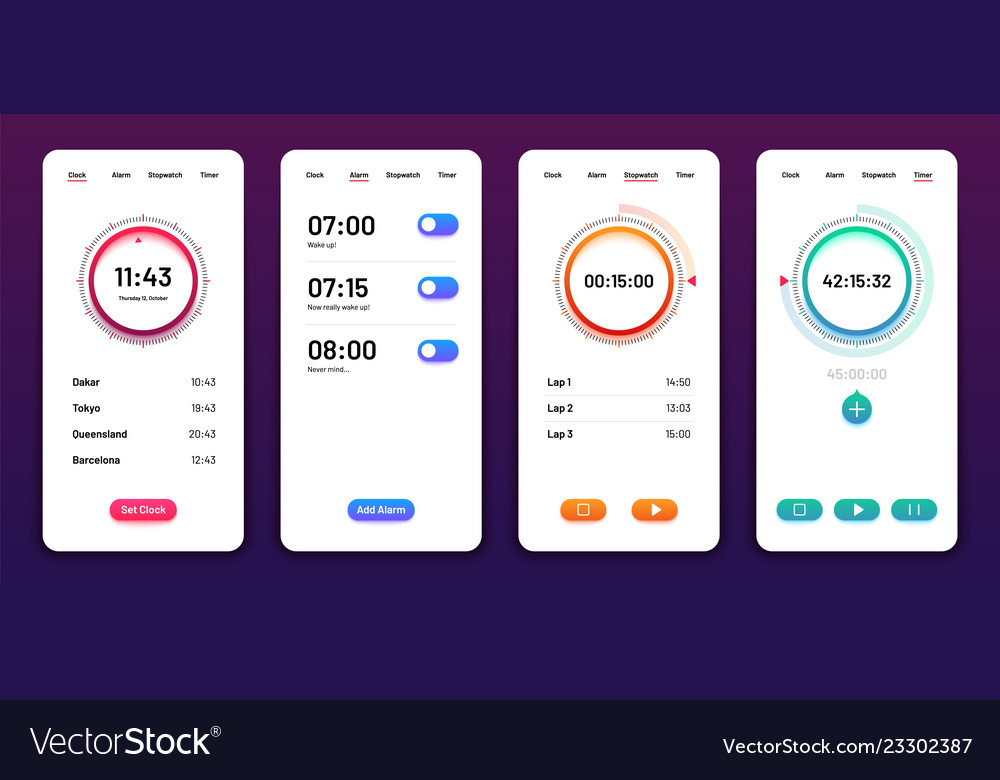 Clock Alarm Stopwatch Timer
11:43
Thursday 12, October
Dakar 10:43
Tokyo 19:43
Queensland 20:43
Barcelona 12:43
Set Clock
Clock Alarm Stopwatch Timer
07:00
Wake up!
07:15
Now really wake up!
08:00
Never mind...
Add Alarm
Clock Alarm Stopwatch Timer
00:15:00
Lap 1 14:50
Lap 2 13:03
Lap 3 15:00
Clock Alarm Stopwatch Timer
42:15:32
45:00:00
VectorStock®
VectorStock.com/23302387